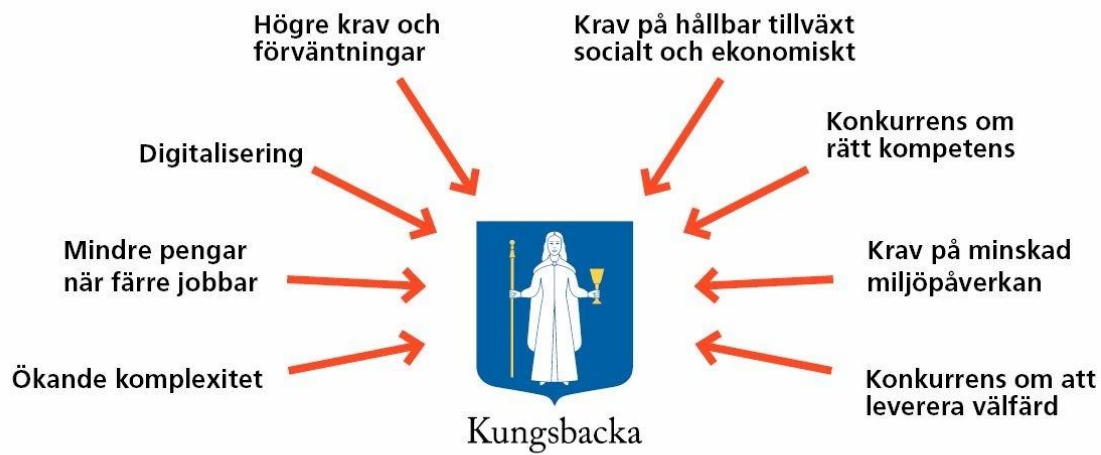 Högre krav och
förväntningar
Krav på hållbar tillväxt
socialt och ekonomiskt
Digitalisering
Konkurrens om
rätt kompetens
Mindre pengar
när färre jobbar
Krav på minskad
miljöpåverkan
Ökande komplexitet
Konkurrens om att
leverera välfärd
Kungsbacka